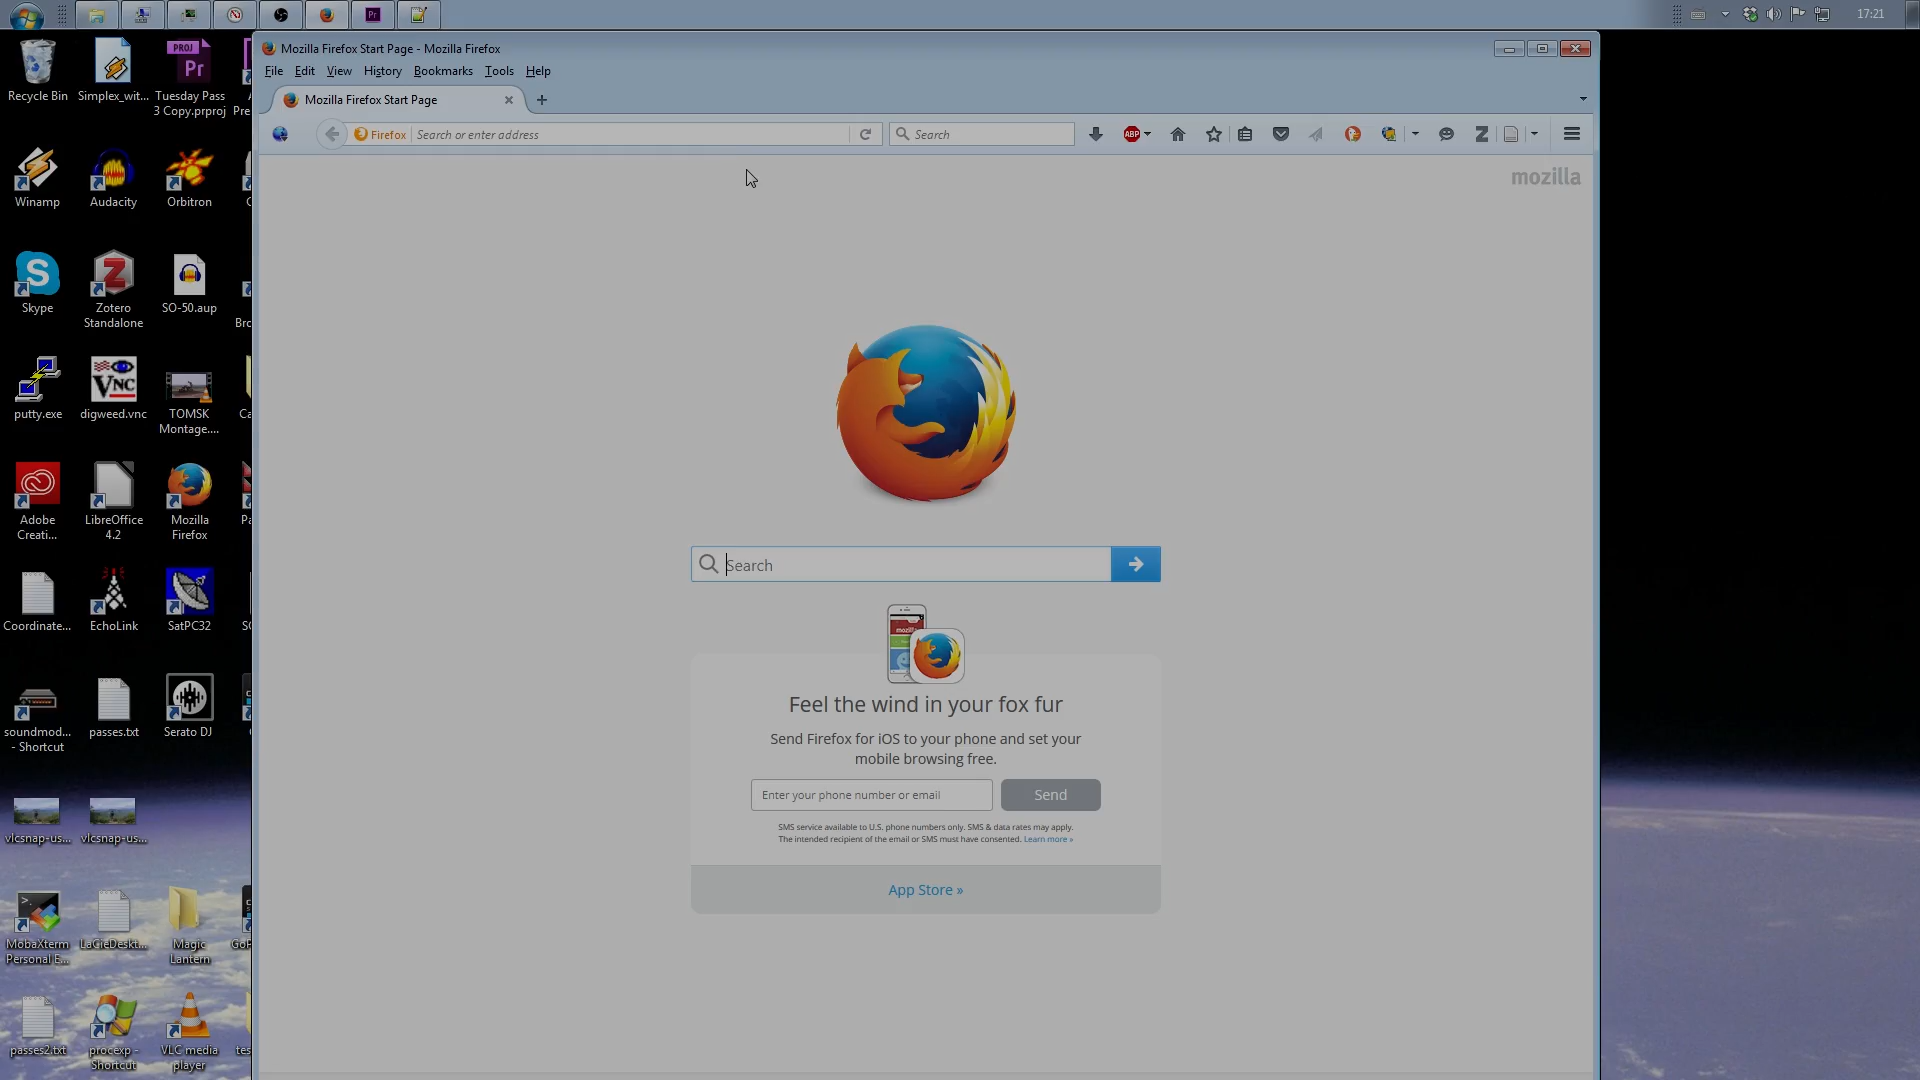 17:21
Mozilla Firefox Start Page - Mozilla Firefox
File Edit View History Bookmarks Tools Help
Mozilla Firefox Start Page
Firefox Search or enter address
Search
ABP
mozilla
Search
Feel the wind in your fox fur
Send Firefox for iOS to your phone and set your
mobile browsing free.
Enter your phone number or email
Send
SMS service available to U.S. phone numbers only. SMS & data rates may apply.
The intended recipient of the email or SMS must have consented. Learn more »
App Store »
Recycle Bin
Simplex_wit...
PROJ
Pr
Tuesday Pass
3 Copy.prproj
Winamp
Audacity
Orbitron
Skype
Zotero
Standalone
SO-50.aup
putty.exe
VNC
digweed.vnc
TOMSK
Montage....
Adobe
Creati...
LibreOffice
4.2
Mozilla
Firefox
Coordinate...
EchoLink
SatPC32
soundmod...
- Shortcut
passes.txt
Serato DJ
vlcsnap-us...
vlcsnap-us...
MobaXterm
Personal E...
LaCieDeskt...
Magic
Lantern
passes2.txt
procexp -
Shortcut
VLC media
player